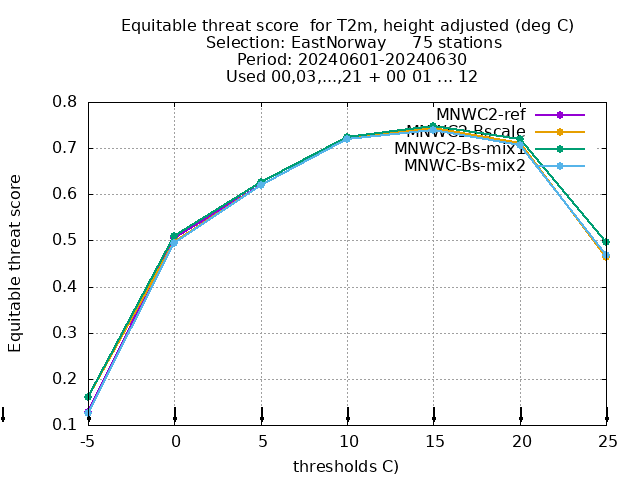 Equitable threat score  for T2m, height adjusted (deg C)
Selection: EastNorway     75 stations
Period: 20240601-20240630
Used 00,03,...,21 + 00 01 ... 12
MNWC2-ref
MNWC2-Bscale
MNWC2-Bs-mix1
MNWC-Bs-mix2
0.8
0.7
0.6
0.5
0.4
0.3
0.2
0.1
Equitable threat score
-5 0 5 10 15 20 25
thresholds C)